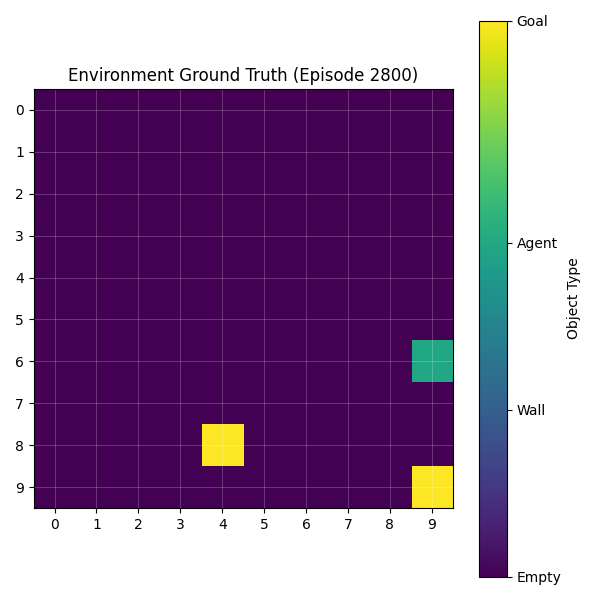 Environment Ground Truth (Episode 2800)
0
1
2
3
4
5
6
7
8
9
0 1 2 3 4 5 6 7 8 9
Goal
Agent
Wall
Empty
Object Type